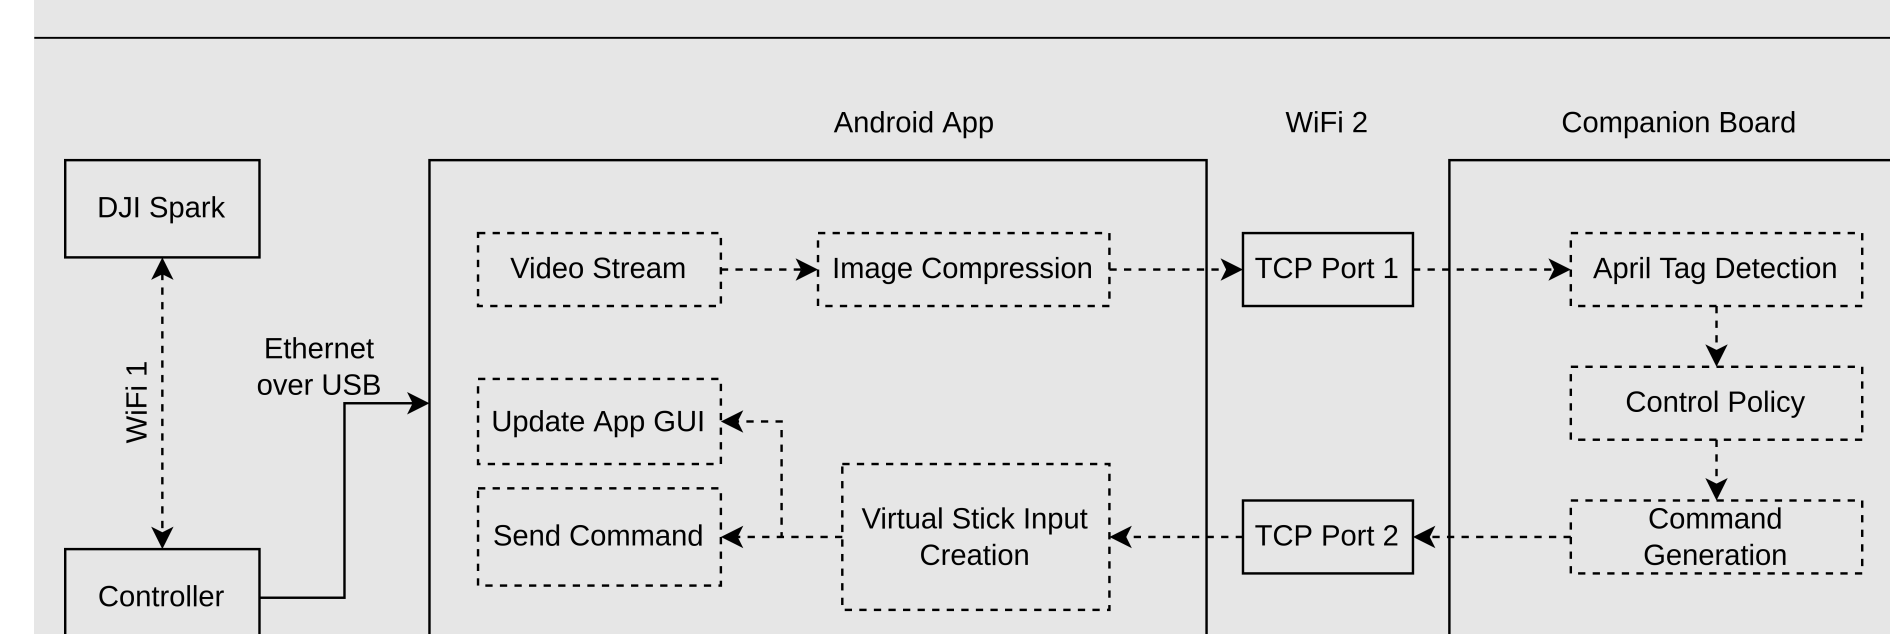 Android App
WiFi 2
Companion Board
DJI Spark
Video Stream
Image Compression
TCP Port 1
April Tag Detection
Ethernet
over USB
WiFi 1
Update App GUI
Control Policy
Send Command
Virtual Stick Input
Creation
TCP Port 2
Command
Generation
Controller